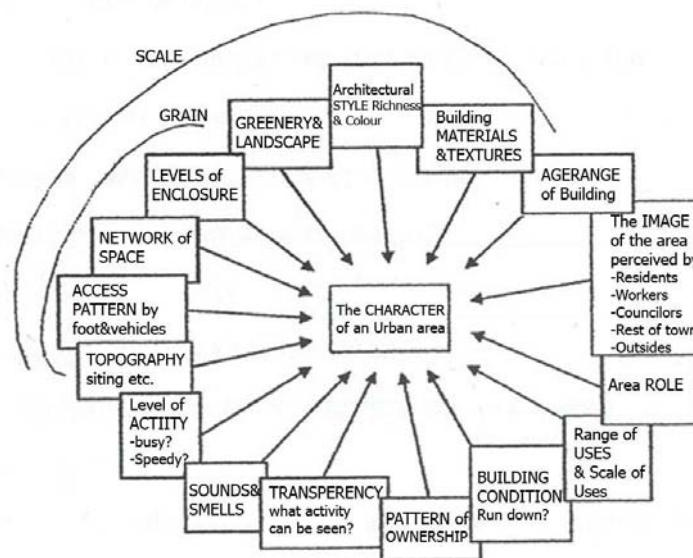 SCALE
GRAIN
GREENERY&
LANDSCAPE
Architectural
STYLE Richness
& Colour
Building
MATERIALS
&TEXTURES
AGERANGE
of Building
The IMAGE
of the area
perceived by
-Residents
-Workers
-Councilors
-Rest of town
-Outsides
Area ROLE
Range of
USES
& Scale of
Uses
BUILDING
CONDITION
Run down?
PATTERN of
OWNERSHIP
TRANSPERENCY
what activity
can be seen?
SOUNDS&
SMELLS
Level of
ACTIITY
-busy?
-Speedy?
TOPOGRAPHY
siting etc.
ACCESS
PATTERN by
foot&vehicles
NETWORK of
SPACE
LEVELS of
ENCLOSURE
The CHARACTER
of an Urban area